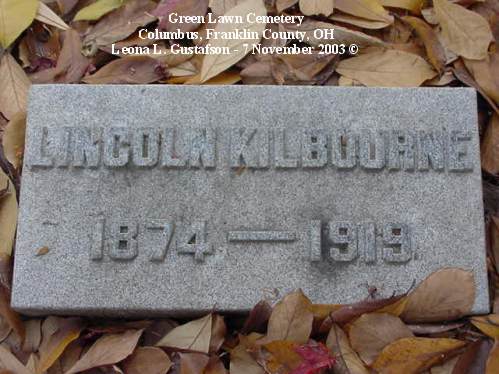 Green Lawn Cemetery
Columbus, Franklin County, OH
Leona L. Gustafson - 7 November 2003 ©
LINCOLN KILBOURNE
1874 — 1919